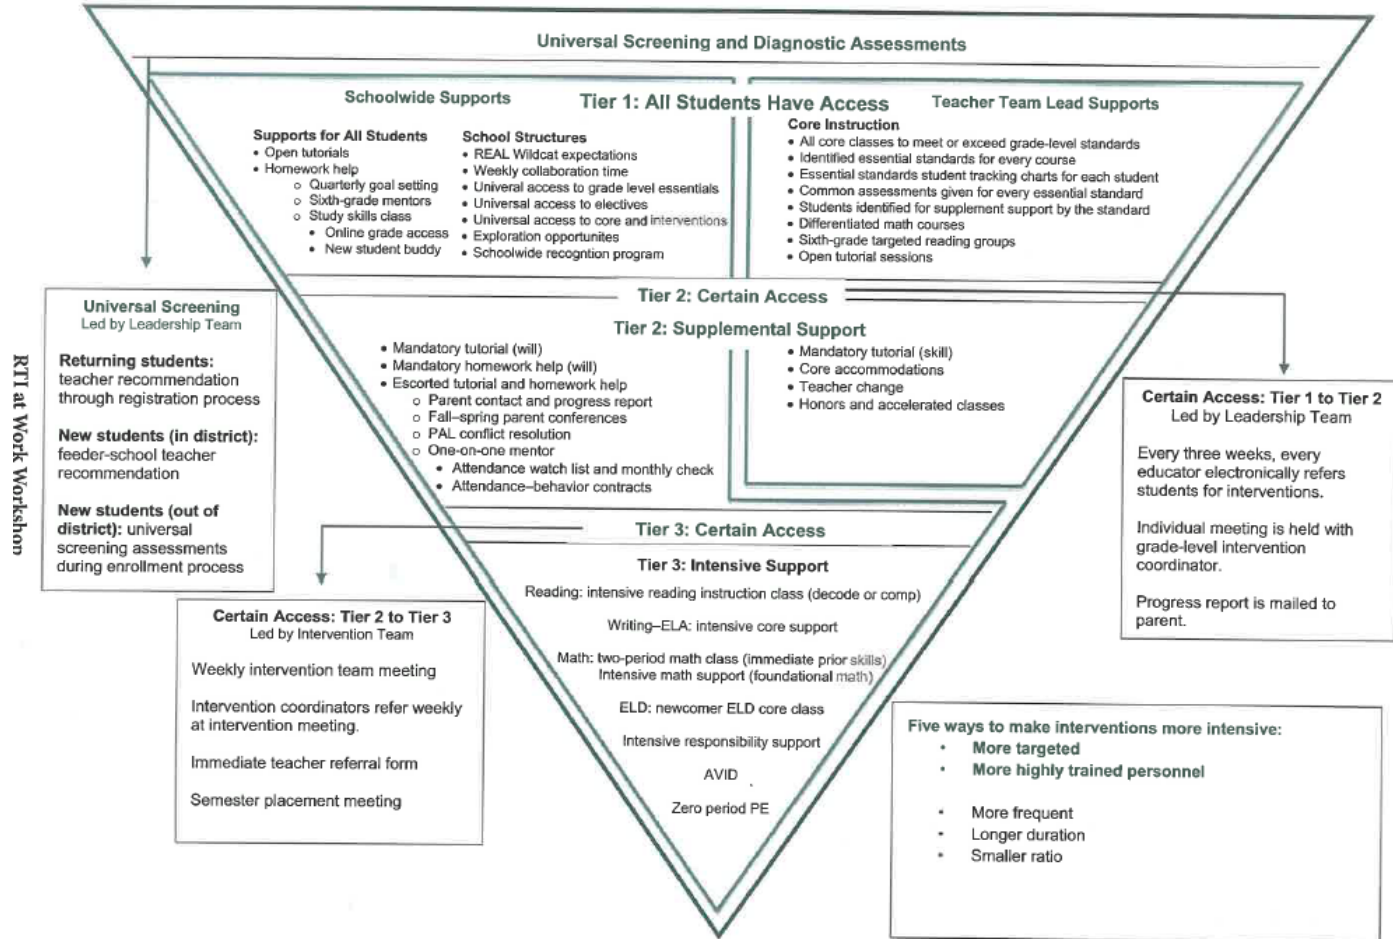 Universal Screening and Diagnostic Assessments
Schoolwide Supports
Tier 1: All Students Have Access
Teacher Team Lead Supports
Supports for All Students
• Open tutorials
• Homework help
o Quarterly goal setting
o Sixth-grade mentors
o Study skills class
• Online grade access
• New student buddy
School Structures
• REAL Wildcat expectations
• Weekly collaboration time
• Univeral access to grade level essentials
• Universal access to electives
• Universal access to core and interventions
• Exploration opportunites
• Schoolwide recogntion program
Core Instruction
• All core classes to meet or exceed grade-level standards
• Identified essential standards for every course
• Essential standards student tracking charts for each student
• Common assessments given for every essential standard
• Students identified for supplement support by the standard
• Differentiated math courses
• Sixth-grade targeted reading groups
• Open tutorial sessions
Tier 2: Certain Access
Tier 2: Supplemental Support
• Mandatory tutorial (will)
• Mandatory homework help (will)
• Escorted tutorial and homework help
o Parent contact and progress report
o Fall–spring parent conferences
o PAL conflict resolution
o One-on-one mentor
• Attendance watch list and monthly check
• Attendance–behavior contracts
• Mandatory tutorial (skill)
• Core accommodations
• Teacher change
• Honors and accelerated classes
Tier 3: Certain Access
Tier 3: Intensive Support
Reading: intensive reading instruction class (decode or comp)
Writing–ELA: intensive core support
Math: two-period math class (immediate prior skills)
Intensive math support (foundational math)
ELD: newcomer ELD core class
Intensive responsibility support
AVID
Zero period PE
Universal Screening
Led by Leadership Team
Returning students:
teacher recommendation
through registration process
New students (in district):
feeder-school teacher
recommendation
New students (out of
district): universal
screening assessments
during enrollment process
Certain Access: Tier 2 to Tier 3
Led by Intervention Team
Weekly intervention team meeting
Intervention coordinators refer weekly
at intervention meeting.
Immediate teacher referral form
Semester placement meeting
Certain Access: Tier 1 to Tier 2
Led by Leadership Team
Every three weeks, every
educator electronically refers
students for interventions.
Individual meeting is held with
grade-level intervention
coordinator.
Progress report is mailed to
parent.
Five ways to make interventions more intensive:
• More targeted
• More highly trained personnel
• More frequent
• Longer duration
• Smaller ratio
RTI at Work Workshop